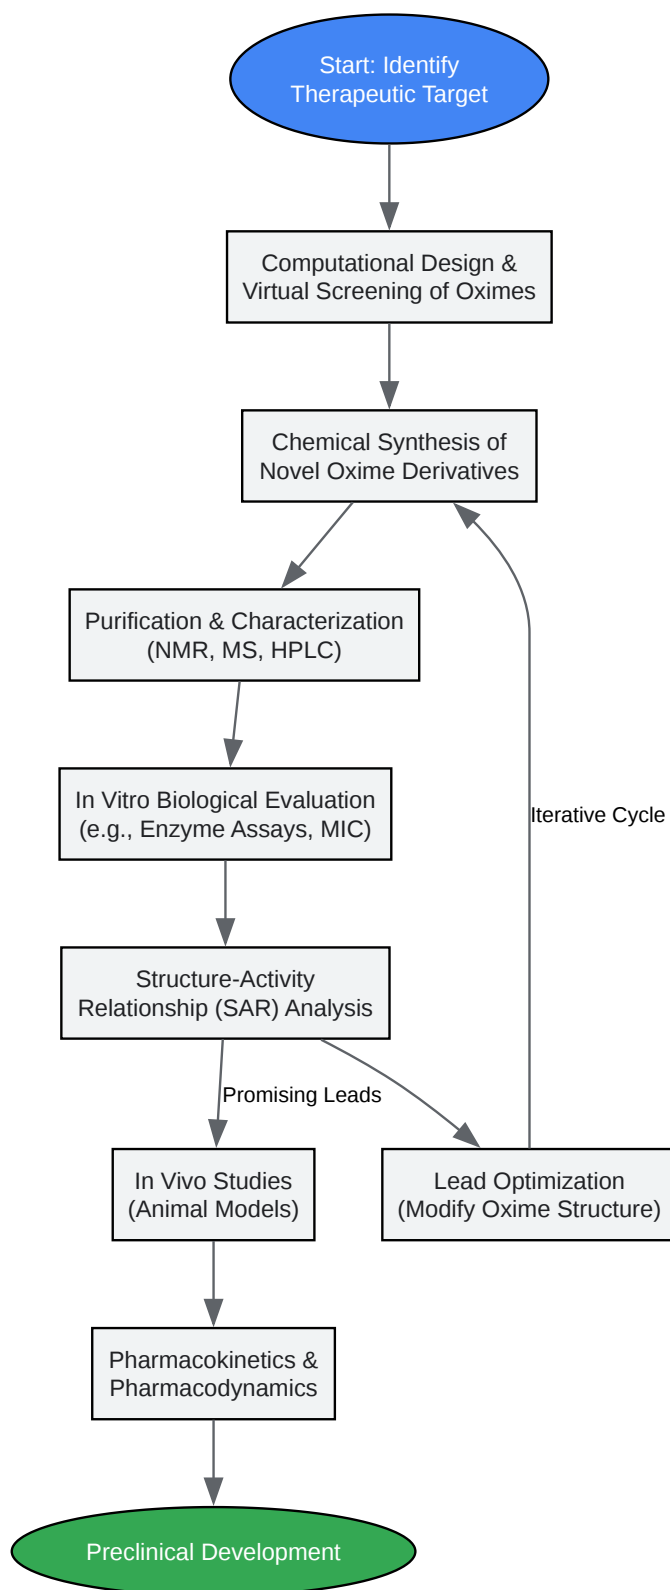 Start: Identify
Therapeutic Target
Computational Design &
Virtual Screening of Oximes
Chemical Synthesis of
Novel Oxime Derivatives
Purification & Characterization
(NMR, MS, HPLC)
In Vitro Biological Evaluation
(e.g., Enzyme Assays, MIC)
Iterative Cycle
Structure-Activity
Relationship (SAR) Analysis
Promising Leads
In Vivo Studies
(Animal Models)
Lead Optimization
(Modify Oxime Structure)
Pharmacokinetics &
Pharmacodynamics
Preclinical Development